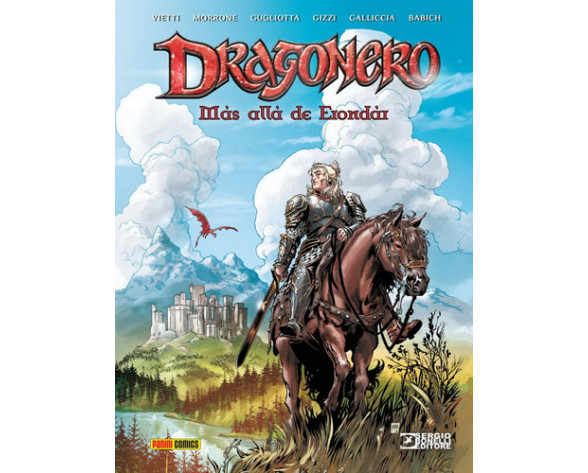 VIETTI MORRONE GUGLIOTTA GIZZI GALLICCIA BABICH
DRAGONERO
Más allá de Erondár
PANINI COMICS
SERGIO
BONELLI
EDITORE